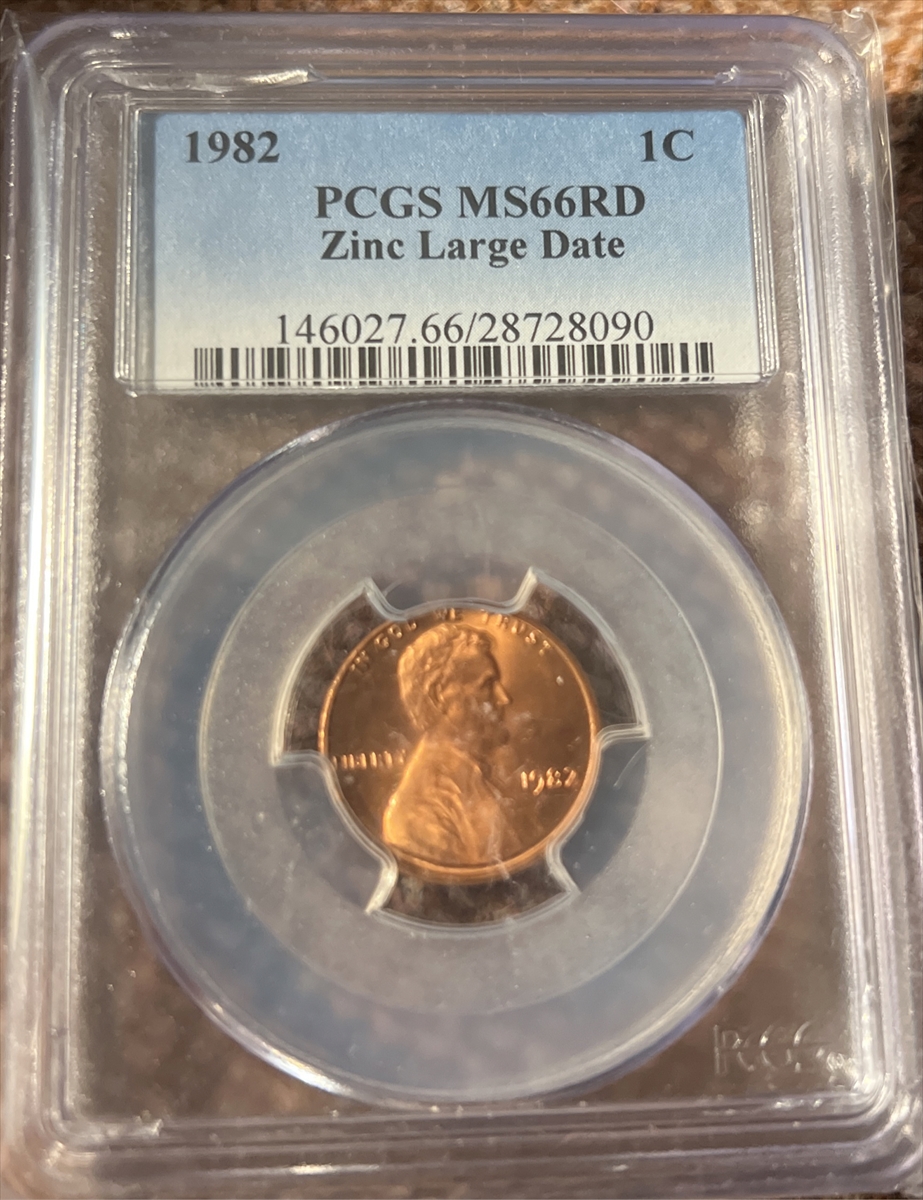 1982 1C
PCGS MS66RD
Zinc Large Date
146027.66/28728090
IN GOD WE TRUST
LIBERTY
1982
PCGS